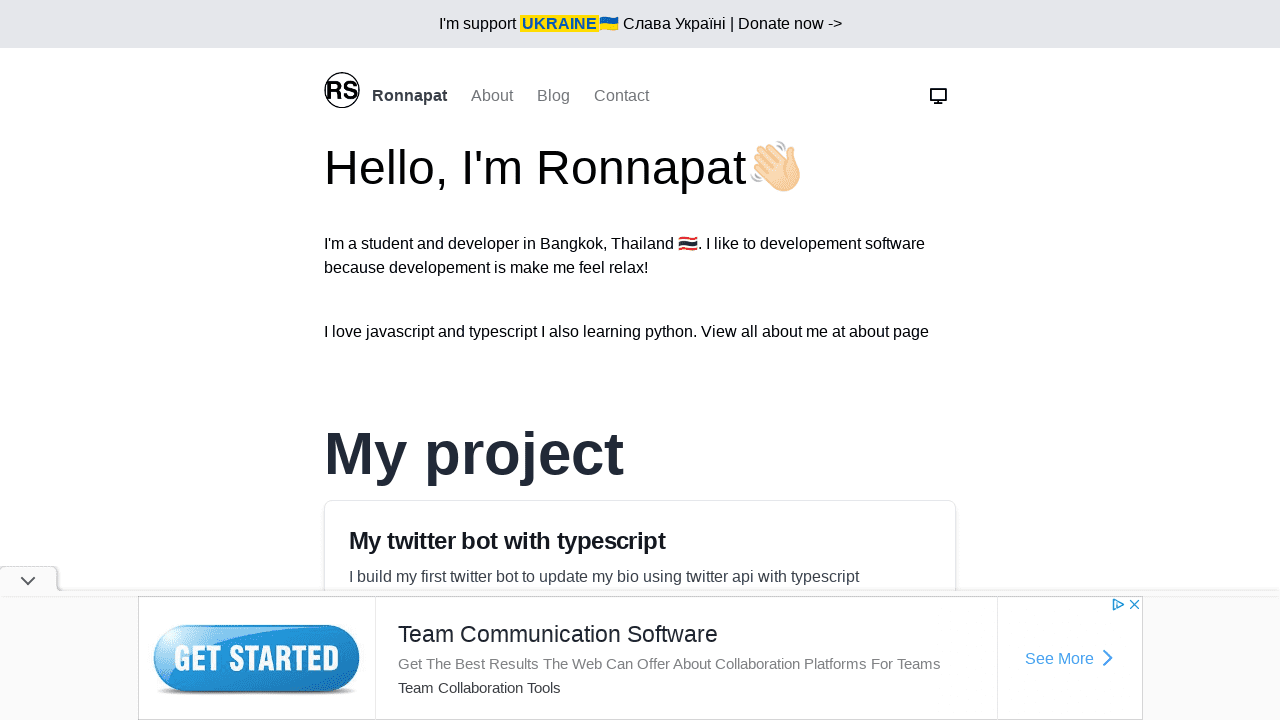 I'm support UKRAINE🇺🇦 Слава Україні | Donate now ->
RS Ronnapat About Blog Contact
Hello, I'm Ronnapat👋🏻
I'm a student and developer in Bangkok, Thailand 🇹🇭. I like to developement software
because developement is make me feel relax!
I love javascript and typescript I also learning python. View all about me at about page
My project
My twitter bot with typescript
I build my first twitter bot to update my bio using twitter api with typescript
GET STARTED
Team Communication Software
Get The Best Results The Web Can Offer About Collaboration Platforms For Teams
Team Collaboration Tools
See More